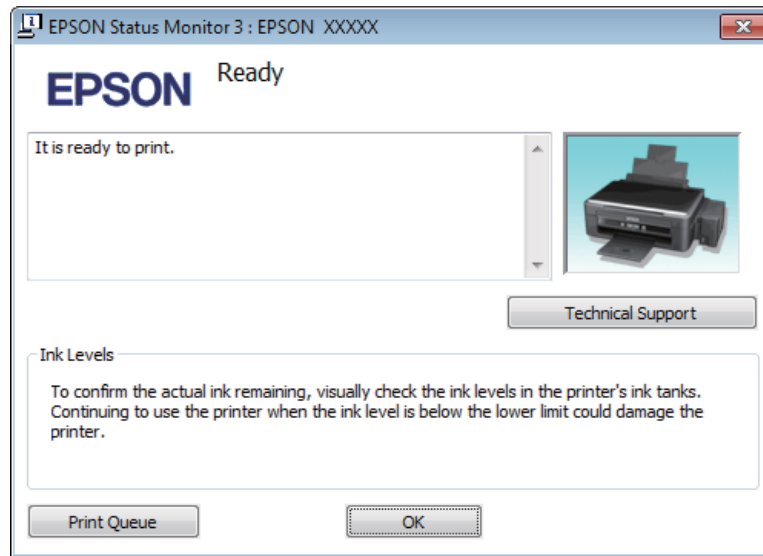 EPSON Status Monitor 3 : EPSON XXXXX
EPSON
Ready
It is ready to print.
Technical Support
Ink Levels
To confirm the actual ink remaining, visually check the ink levels in the printer's ink tanks.
Continuing to use the printer when the ink level is below the lower limit could damage the
printer.
Print Queue
OK